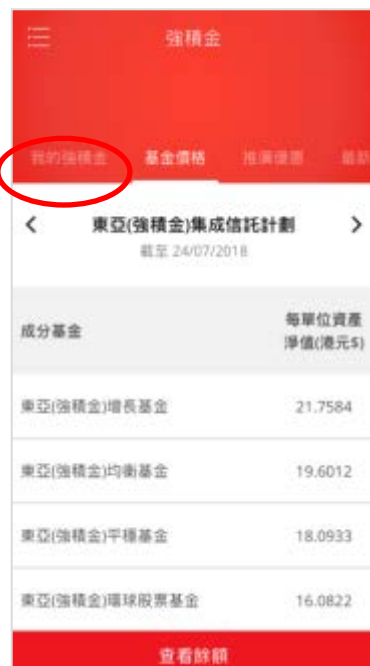 強積金
我的強積金 基金價格 推廣優惠 最新
東亞(強積金)集成信託計劃
截至 24/07/2018
成分基金 每單位資產
淨值(港元$)
東亞(強積金)增長基金 21.7584
東亞(強積金)均衡基金 19.6012
東亞(強積金)平穩基金 18.0933
東亞(強積金)環球股票基金 16.0822
查看餘額